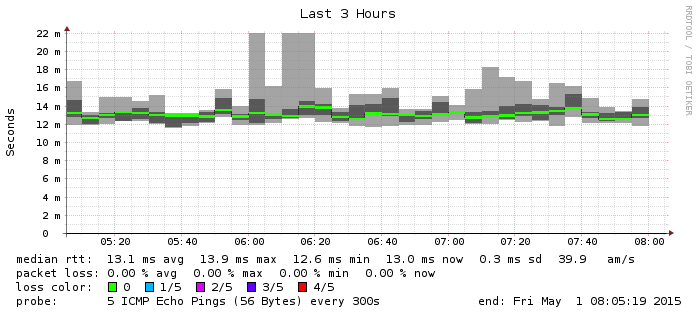 Last 3 Hours
RRDTOOL / TOBI OETIKER
Seconds
22 m
20 m
18 m
16 m
14 m
12 m
10 m
8 m
6 m
4 m
2 m
0
05:20 05:40 06:00 06:20 06:40 07:00 07:20 07:40 08:00
median rtt: 13.1 ms avg 13.9 ms max 12.6 ms min 13.0 ms now 0.3 ms sd 39.9 am/s
packet loss: 0.00 % avg 0.00 % max 0.00 % min 0.00 % now
loss color: 0 1/5 2/5 3/5 4/5
probe: 5 ICMP Echo Pings (56 Bytes) every 300s end: Fri May 1 08:05:19 2015